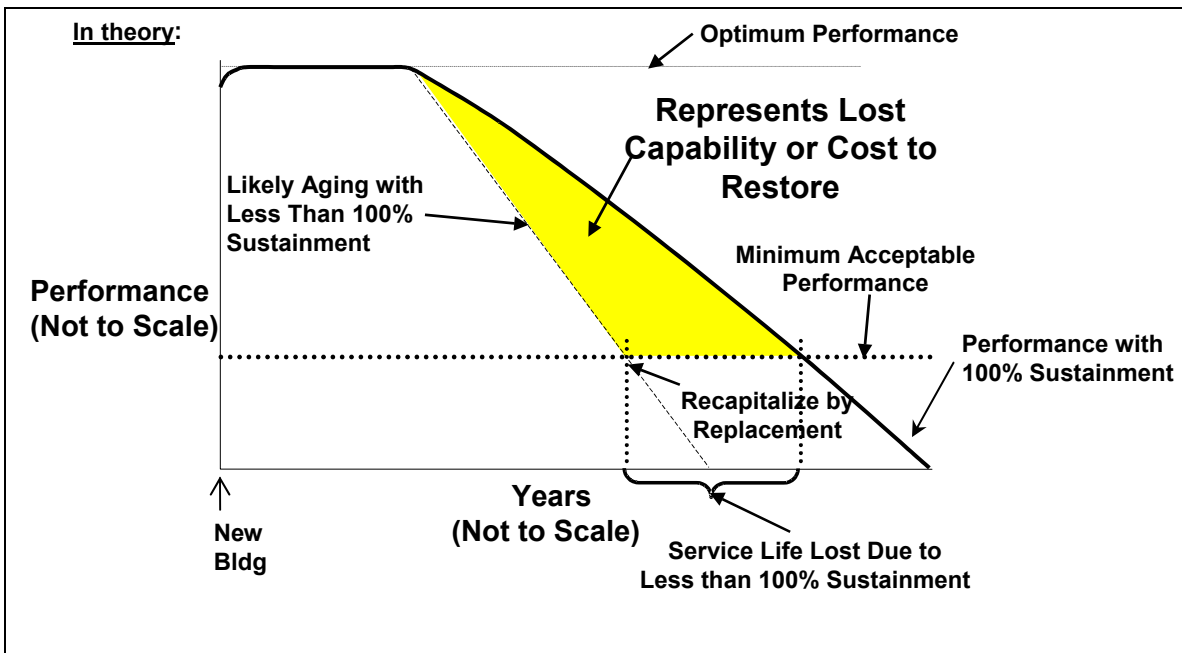 In theory:
Optimum Performance
Represents Lost
Capability or Cost to
Restore
Likely Aging with
Less Than 100%
Sustainment
Minimum Acceptable
Performance
Performance
(Not to Scale)
Performance with
100% Sustainment
Recapitalize by
Replacement
Years
(Not to Scale)
New
Bldg
Service Life Lost Due to
Less than 100% Sustainment